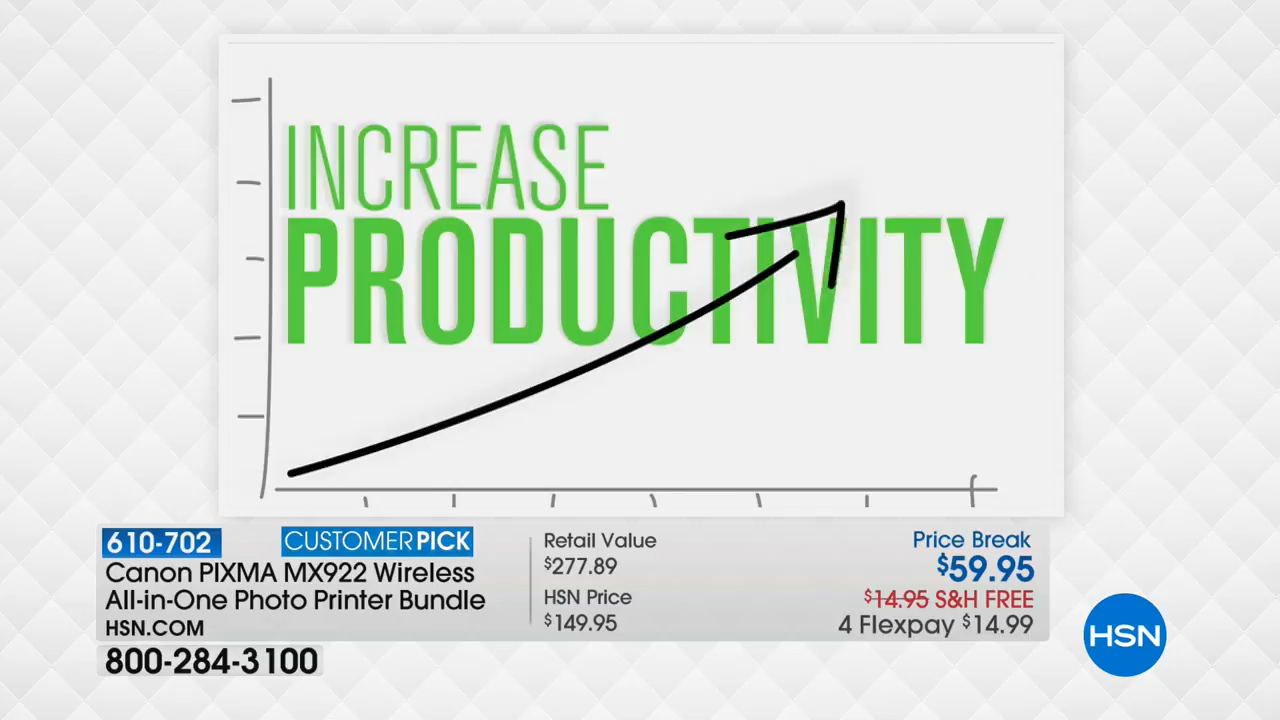 INCREASE
PRODUCTIVITY
610-702
CUSTOMERPICK
Canon PIXMA MX922 Wireless
All-in-One Photo Printer Bundle
HSN.COM
800-284-3100
Retail Value
$277.89
HSN Price
$149.95
Price Break
$59.95
$14.95 S&H FREE
4 Flexpay $14.99
HSN